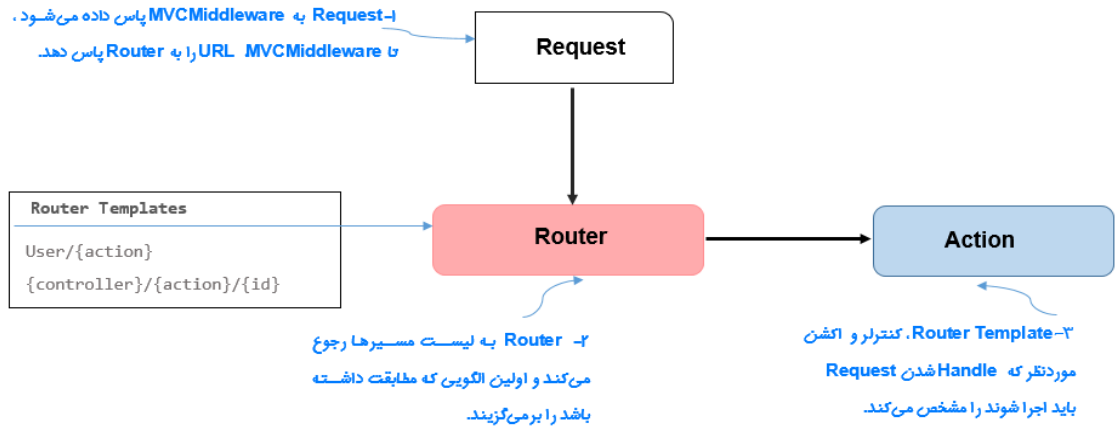 ۱-Request به MVCMiddleware پاس داده می‌شود ،
تا URL MVCMiddleware را به Router پاس دهد.
Request
Router Templates
User/{action}
{controller}/{action}/{id}
Router
Action
۲- Router به لیست مسیرها رجوع
می‌کند و اولین الگویی که مطابقت داشته
باشد را برمی‌گزیند.
۳-Router Template، کنترلر و اکشن
موردنظر که Handle شدن Request
باید اجرا شوند را مشخص می‌کند.